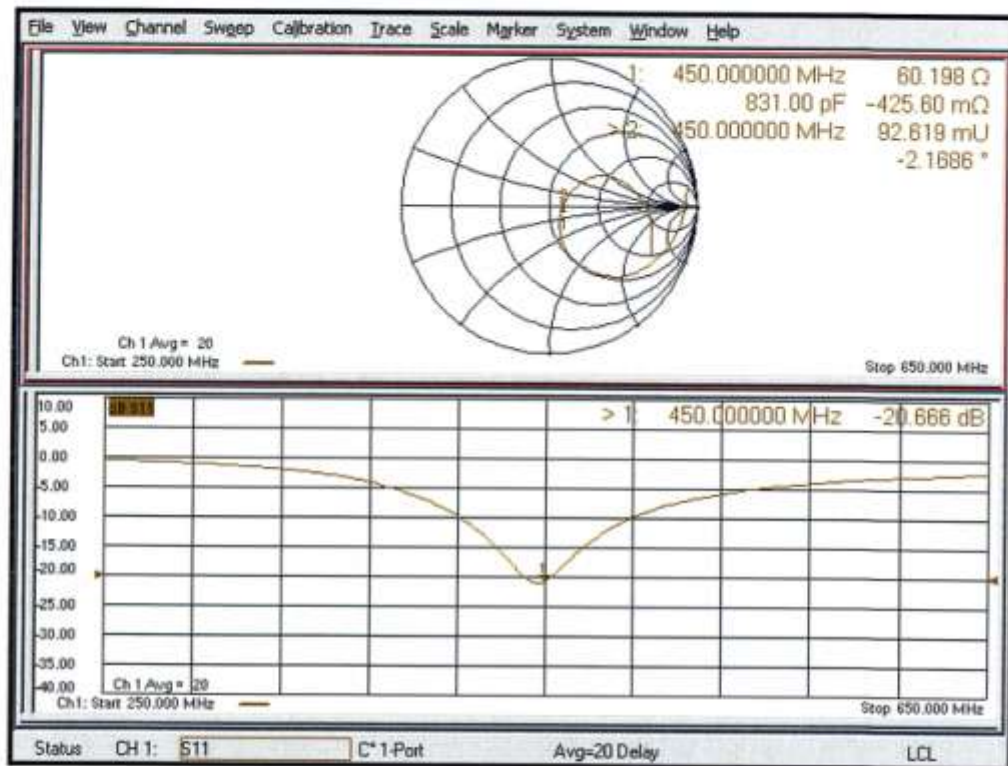 File View Channel Sweep Calibration Trace Scale Marker System Window Help
1: 450.000000 MHz 60.198 Ω
831.00 pF -425.60 mΩ
> 2: 450.000000 MHz 92.619 mU
-2.1686 °
Ch 1 Avg = 20
Ch1: Start 250.000 MHz Stop 650.000 MHz
10.00 dB S11 > 1: 450.000000 MHz -20.666 dB
5.00
0.00
-5.00
-10.00
-15.00
1
-20.00
-25.00
-30.00
-35.00
-40.00 Ch 1 Avg = 20
Ch1: Start 250.000 MHz Stop 650.000 MHz
Status CH 1: S11 C* 1-Port Avg=20 Delay LCL